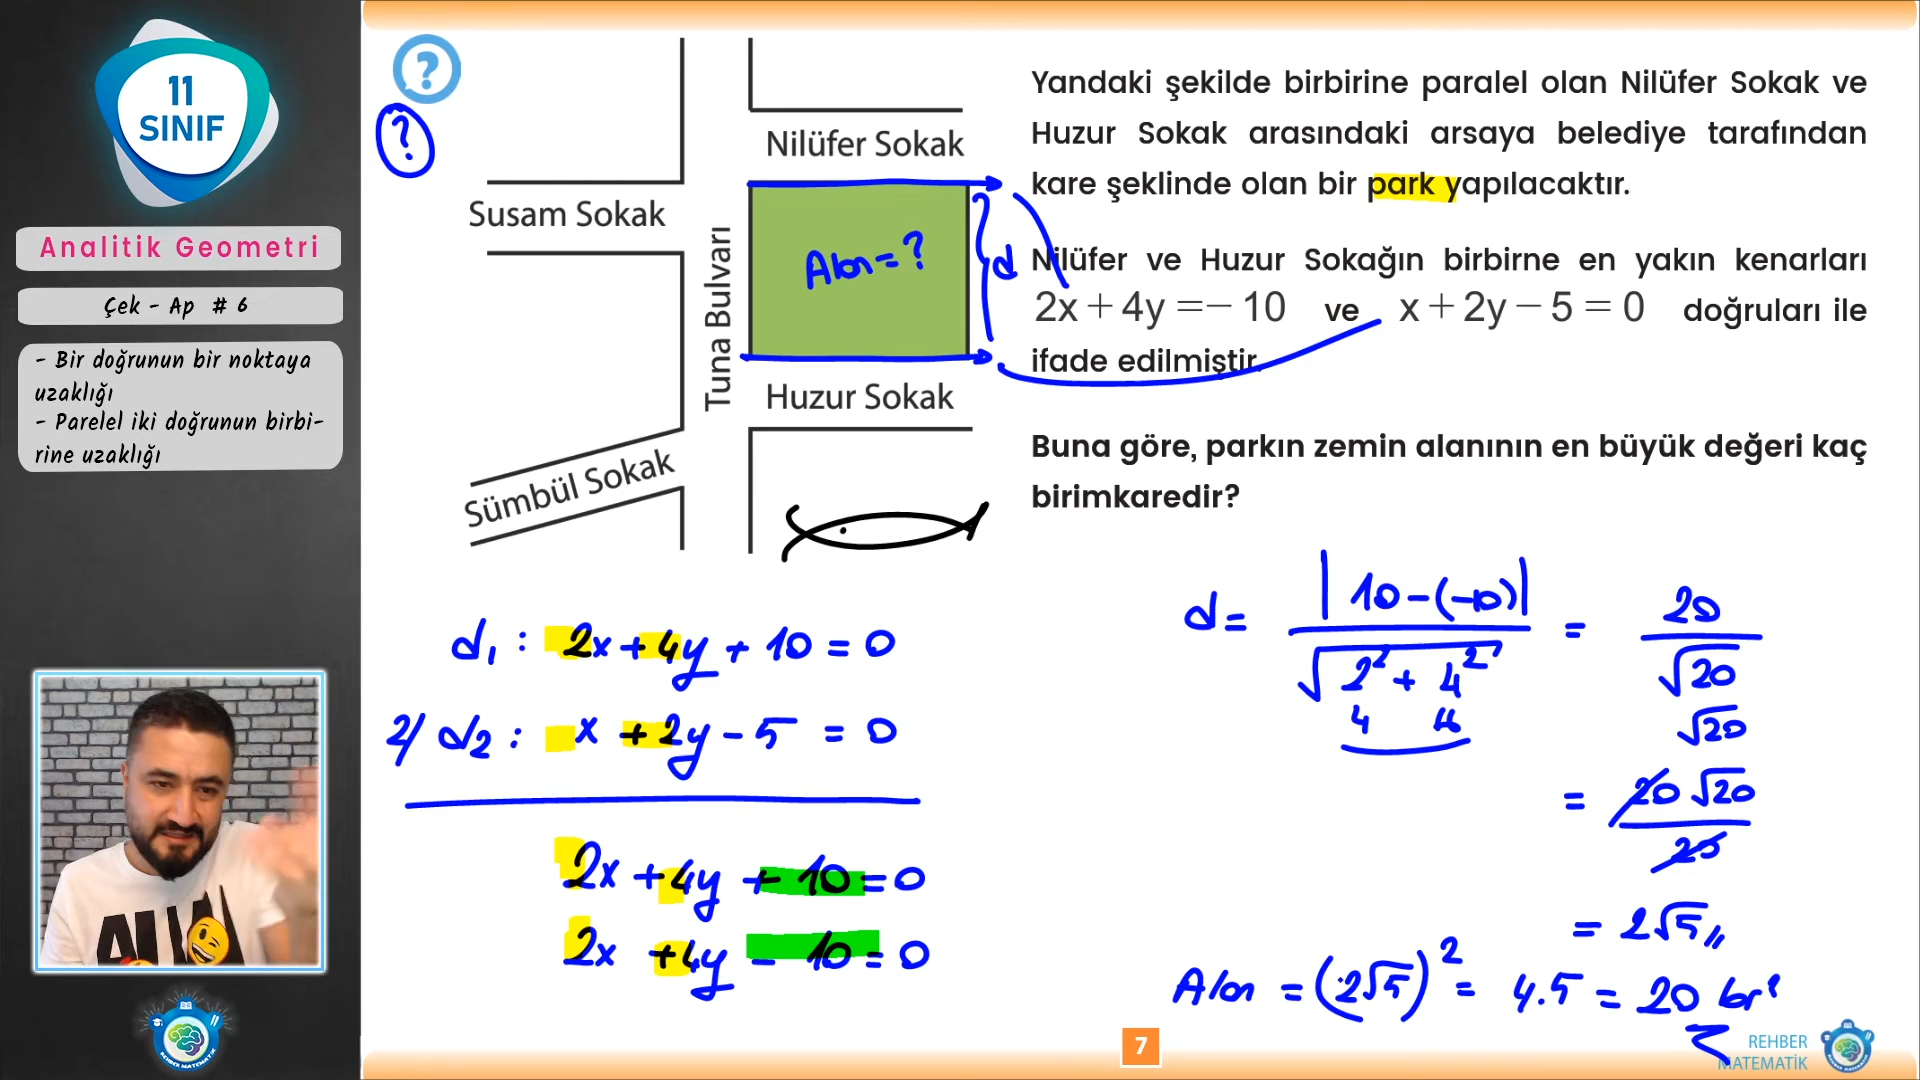 11
SINIF
Analitik Geometri
Çek - Ap # 6
- Bir doğrunun bir noktaya
uzaklığı
- Parelel iki doğrunun birbi-
rine uzaklığı
?
?
Nilüfer Sokak
Susam Sokak
Tuna Bulvarı
Alan = ?
d
Huzur Sokak
Sümbül Sokak
Yandaki şekilde birbirine paralel olan Nilüfer Sokak ve
Huzur Sokak arasındaki arsaya belediye tarafından
kare şeklinde olan bir park yapılacaktır.
Nilüfer ve Huzur Sokağın birbirne en yakın kenarları
2x + 4y = - 10 ve x + 2y - 5 = 0 doğruları ile
ifade edilmiştir.
Buna göre, parkın zemin alanının en büyük değeri kaç
birimkaredir?
d₁ : 2x + 4y + 10 = 0
2/ d₂ : x + 2y - 5 = 0
2x + 4y + 10 = 0
2x + 4y - 10 = 0
d = |10 - (-10)| / √(2² + 4²) = 20 / √20
4 16
√20
= 20 √20 / 20
= 2√5 //
Alan = (2√5)² = 4.5 = 20 br²
7
REHBER
MATEMATİK
ALL
REHBER MATEMATİK